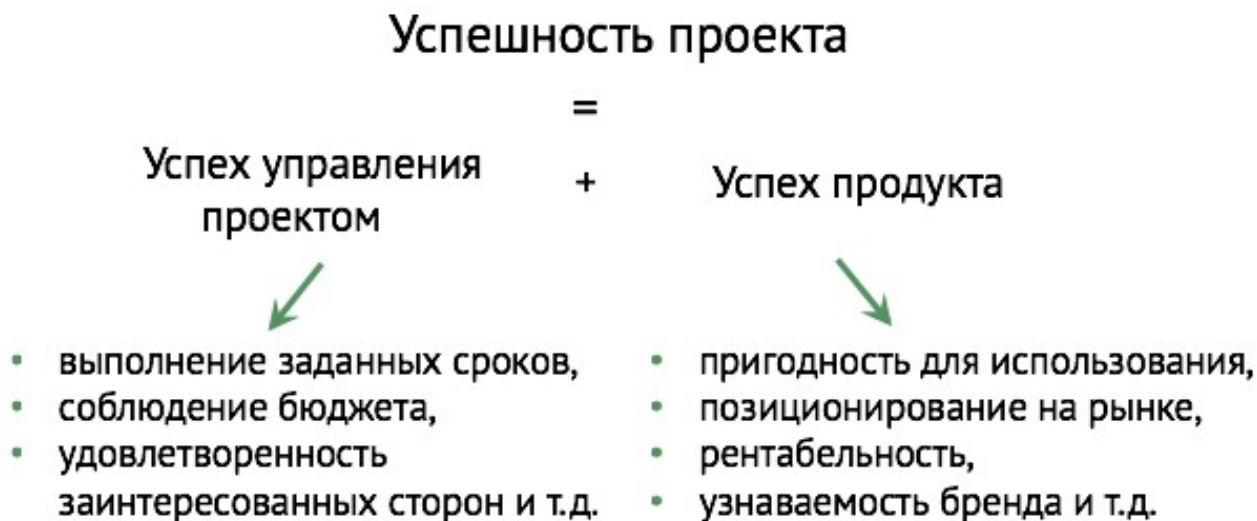 Успешность проекта
=
Успех управления
проектом
+
Успех продукта
• выполнение заданных сроков,
• соблюдение бюджета,
• удовлетворенность
заинтересованных сторон и т.д.
• пригодность для использования,
• позиционирование на рынке,
• рентабельность,
• узнаваемость бренда и т.д.